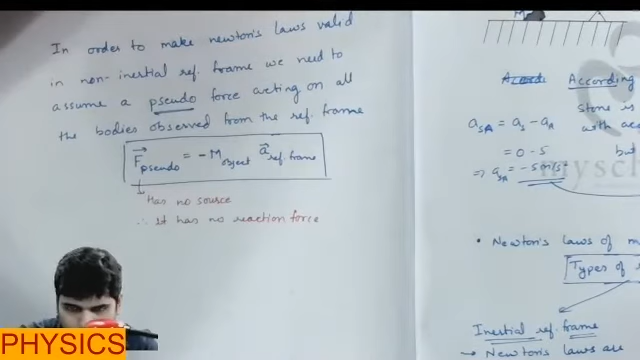 In order to make newton's laws valid
in non-inertial ref. frame we need to
assume a pseudo force acting on all
the bodies observed from the ref. frame
F pseudo = - M object a ref. frame
Has no source
∴ It has no reaction force
M
According
stone is
a_SA = a_S - a_A
with acc
= 0 - 5
but
⇒ a_SA = -5m/s²
• Newton's laws of m
Types of
Inertial ref. frame
→ Newton's laws are
PHYSICS